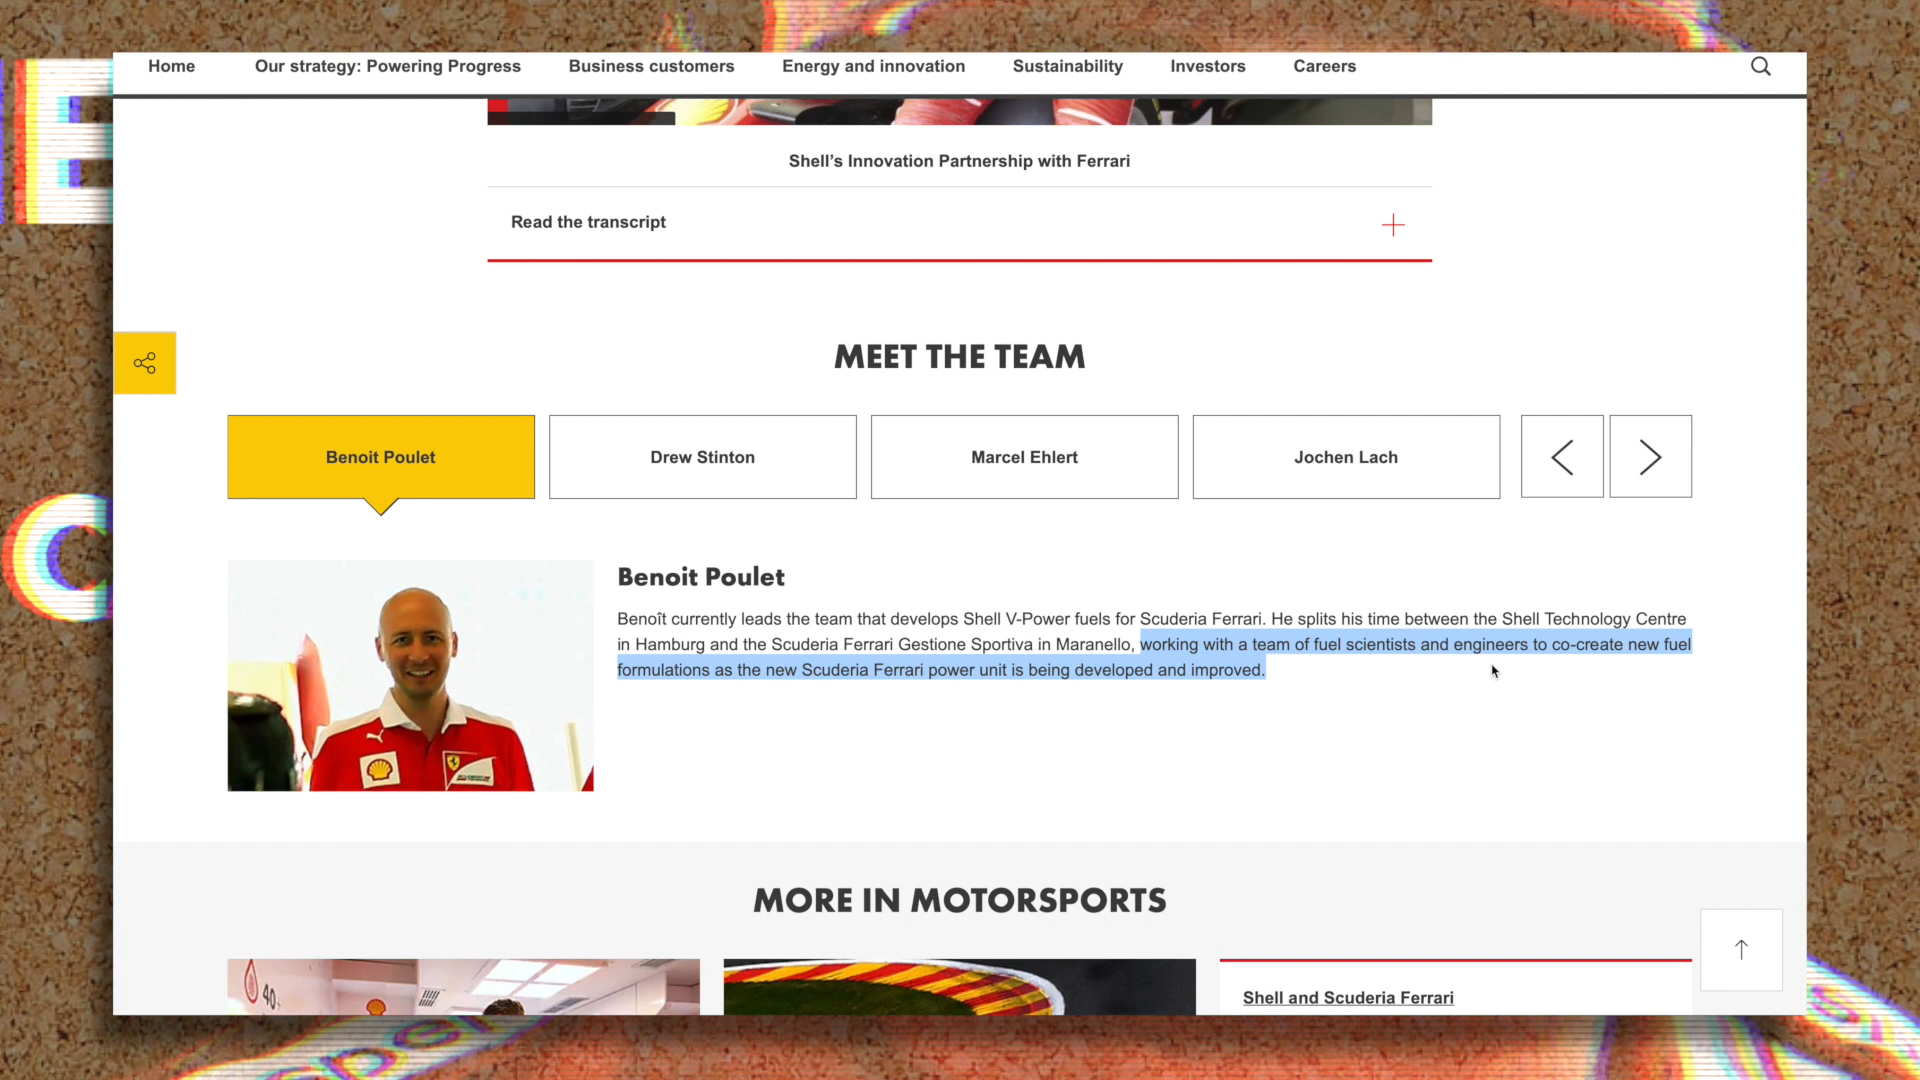 Home Our strategy: Powering Progress Business customers Energy and innovation Sustainability Investors Careers
Shell’s Innovation Partnership with Ferrari
Read the transcript
MEET THE TEAM
Benoit Poulet Drew Stinton Marcel Ehlert Jochen Lach
Benoit Poulet
Benoît currently leads the team that develops Shell V-Power fuels for Scuderia Ferrari. He splits his time between the Shell Technology Centre
in Hamburg and the Scuderia Ferrari Gestione Sportiva in Maranello, working with a team of fuel scientists and engineers to co-create new fuel
formulations as the new Scuderia Ferrari power unit is being developed and improved.
MORE IN MOTORSPORTS
40
Shell and Scuderia Ferrari